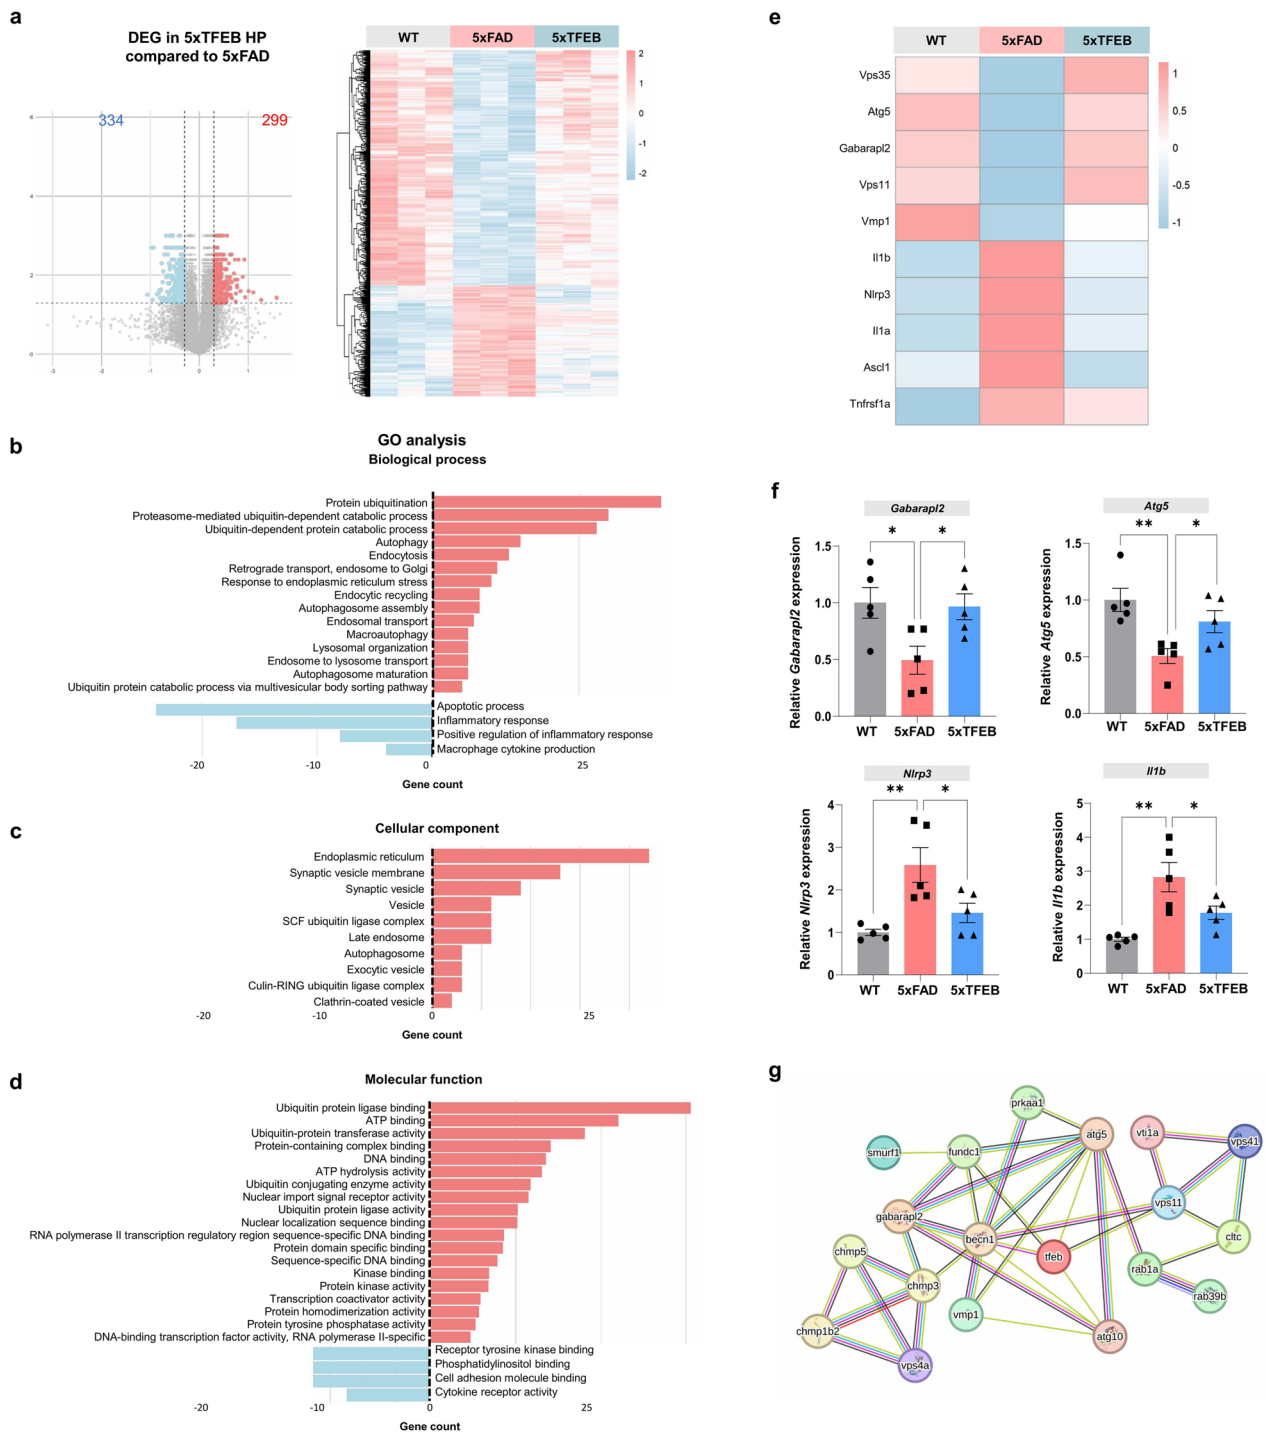 a
DEG in 5xTFEB HP
compared to 5xFAD
334
299
6
4
2
0
-3
-2
-1
0
1
WT
5xFAD
5xTFEB
2
1
0
-1
-2
b
GO analysis
Biological process
Protein ubiquitination
Proteasome-mediated ubiquitin-dependent catabolic process
Ubiquitin-dependent protein catabolic process
Autophagy
Endocytosis
Retrograde transport, endosome to Golgi
Response to endoplasmic reticulum stress
Endocytic recycling
Autophagosome assembly
Endosomal transport
Macroautophagy
Lysosomal organization
Endosome to lysosome transport
Autophagosome maturation
Ubiquitin protein catabolic process via multivesicular body sorting pathway
Apoptotic process
Inflammatory response
Positive regulation of inflammatory response
Macrophage cytokine production
-20
-10
0
25
Gene count
c
Cellular component
Endoplasmic reticulum
Synaptic vesicle membrane
Synaptic vesicle
Vesicle
SCF ubiquitin ligase complex
Late endosome
Autophagosome
Exocytic vesicle
Culin-RING ubiquitin ligase complex
Clathrin-coated vesicle
-20
-10
0
25
Gene count
d
Molecular function
Ubiquitin protein ligase binding
ATP binding
Ubiquitin-protein transferase activity
Protein-containing complex binding
DNA binding
ATP hydrolysis activity
Ubiquitin conjugating enzyme activity
Nuclear import signal receptor activity
Ubiquitin protein ligase activity
Nuclear localization sequence binding
RNA polymerase II transcription regulatory region sequence-specific DNA binding
Protein domain specific binding
Sequence-specific DNA binding
Kinase binding
Protein kinase activity
Transcription coactivator activity
Protein homodimerization activity
Protein tyrosine phosphatase activity
DNA-binding transcription factor activity, RNA polymerase II-specific
Receptor tyrosine kinase binding
Phosphatidylinositol binding
Cell adhesion molecule binding
Cytokine receptor activity
-20
-10
0
25
Gene count
e
WT
5xFAD
5xTFEB
Vps35
Atg5
Gabarapl2
Vps11
Vmp1
Il1b
Nlrp3
Il1a
Ascl1
Tnfrsf1a
1
0.5
0
-0.5
-1
f
Gabarapl2
* *
Relative Gabarapl2 expression
1.5
1.0
0.5
0.0
WT
5xFAD
5xTFEB
Atg5
** *
Relative Atg5 expression
1.5
1.0
0.5
0.0
WT
5xFAD
5xTFEB
Nlrp3
** *
Relative Nlrp3 expression
4
3
2
1
0
WT
5xFAD
5xTFEB
Il1b
** *
Relative Il1b expression
5
4
3
2
1
0
WT
5xFAD
5xTFEB
g
prkaa1
atg5
vti1a
vps41
smurf1
fundc1
vps11
gabarapl2
becn1
cltc
chmp5
tfeb
rab1a
chmp3
rab39b
vmp1
chmp1b2
atg10
vps4a